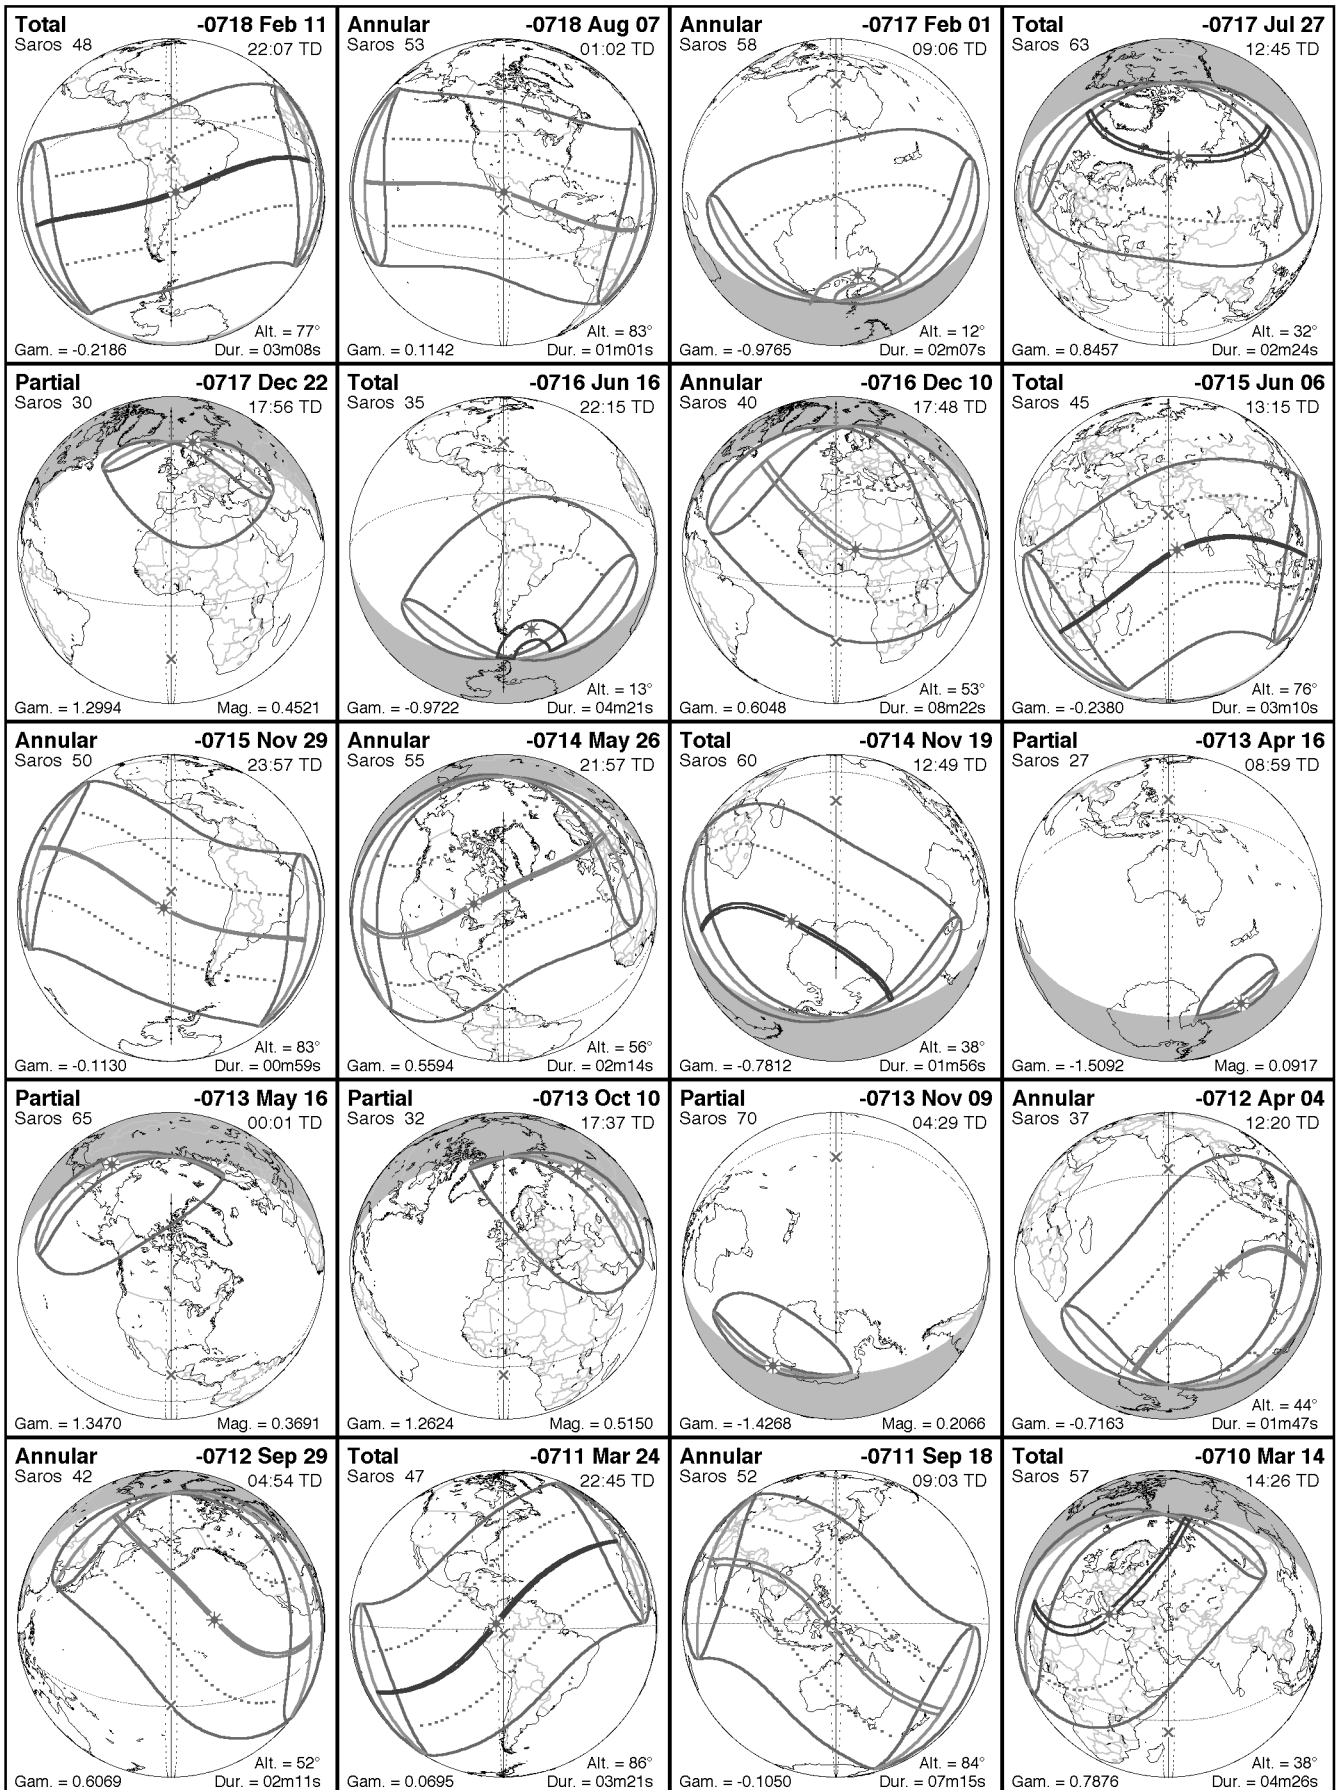 Total -0718 Feb 11
Saros 48 22:07 TD
Alt. = 77°
Gam. = -0.2186 Dur. = 03m08s
Annular -0718 Aug 07
Saros 53 01:02 TD
Alt. = 83°
Gam. = 0.1142 Dur. = 01m01s
Annular -0717 Feb 01
Saros 58 09:06 TD
Alt. = 12°
Gam. = -0.9765 Dur. = 02m07s
Total -0717 Jul 27
Saros 63 12:45 TD
Alt. = 32°
Gam. = 0.8457 Dur. = 02m24s
Partial -0717 Dec 22
Saros 30 17:56 TD
Gam. = 1.2994 Mag. = 0.4521
Total -0716 Jun 16
Saros 35 22:15 TD
Alt. = 13°
Gam. = -0.9722 Dur. = 04m21s
Annular -0716 Dec 10
Saros 40 17:48 TD
Alt. = 53°
Gam. = 0.6048 Dur. = 08m22s
Total -0715 Jun 06
Saros 45 13:15 TD
Alt. = 76°
Gam. = -0.2380 Dur. = 03m10s
Annular -0715 Nov 29
Saros 50 23:57 TD
Alt. = 83°
Gam. = -0.1130 Dur. = 00m59s
Annular -0714 May 26
Saros 55 21:57 TD
Alt. = 56°
Gam. = 0.5594 Dur. = 02m14s
Total -0714 Nov 19
Saros 60 12:49 TD
Alt. = 38°
Gam. = -0.7812 Dur. = 01m56s
Partial -0713 Apr 16
Saros 27 08:59 TD
Gam. = -1.5092 Mag. = 0.0917
Partial -0713 May 16
Saros 65 00:01 TD
Gam. = 1.3470 Mag. = 0.3691
Partial -0713 Oct 10
Saros 32 17:37 TD
Gam. = 1.2624 Mag. = 0.5150
Partial -0713 Nov 09
Saros 70 04:29 TD
Gam. = -1.4268 Mag. = 0.2066
Annular -0712 Apr 04
Saros 37 12:20 TD
Alt. = 44°
Gam. = -0.7163 Dur. = 01m47s
Annular -0712 Sep 29
Saros 42 04:54 TD
Alt. = 52°
Gam. = 0.6069 Dur. = 02m11s
Total -0711 Mar 24
Saros 47 22:45 TD
Alt. = 86°
Gam. = 0.0695 Dur. = 03m21s
Annular -0711 Sep 18
Saros 52 09:03 TD
Alt. = 84°
Gam. = -0.1050 Dur. = 07m15s
Total -0710 Mar 14
Saros 57 14:26 TD
Alt. = 38°
Gam. = 0.7876 Dur. = 04m26s